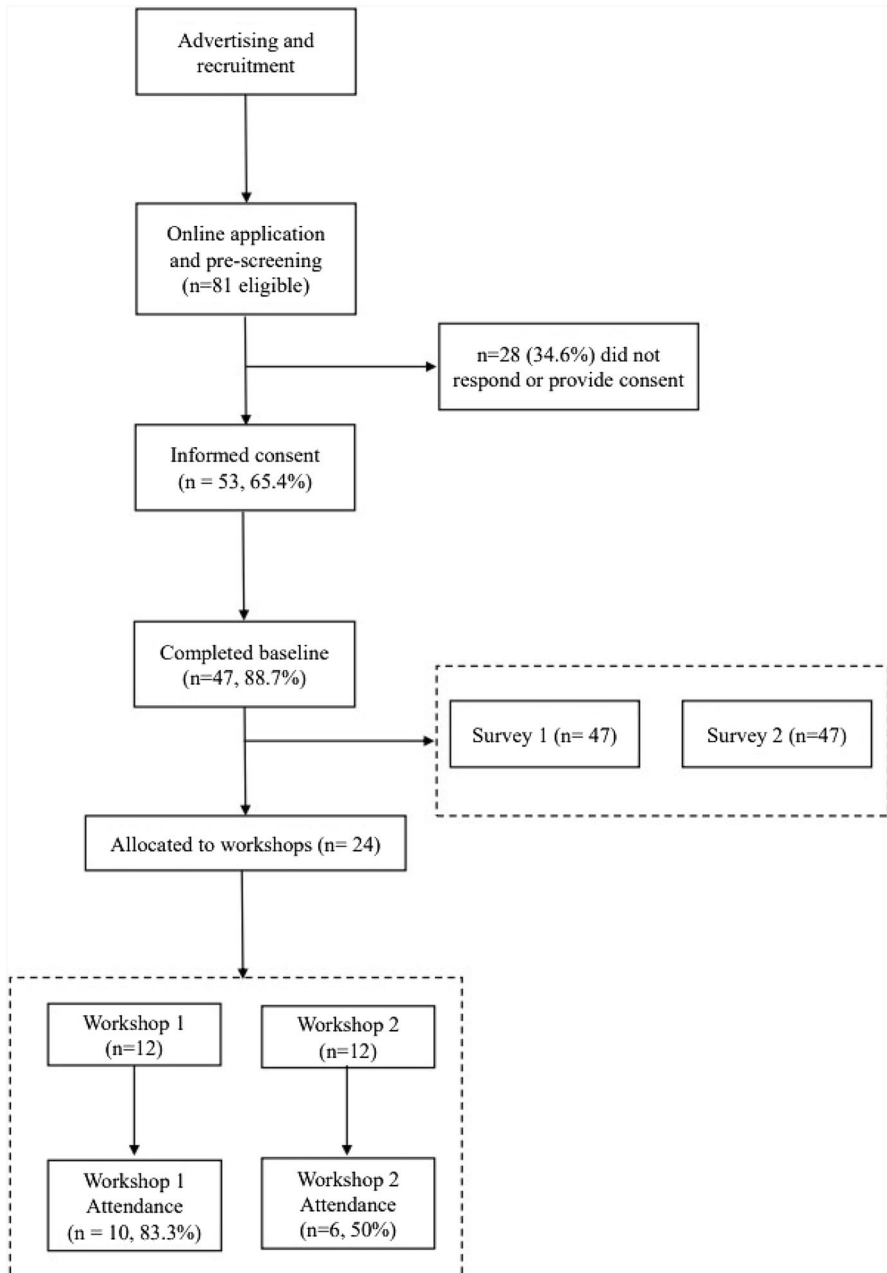 Advertising and
recruitment
Online application
and pre-screening
(n=81 eligible)
n=28 (34.6%) did not
respond or provide consent
Informed consent
(n = 53, 65.4%)
Completed baseline
(n=47, 88.7%)
Survey 1 (n= 47)
Survey 2 (n=47)
Allocated to workshops (n= 24)
Workshop 1
(n=12)
Workshop 2
(n=12)
Workshop 1
Attendance
(n = 10, 83.3%)
Workshop 2
Attendance
(n=6, 50%)